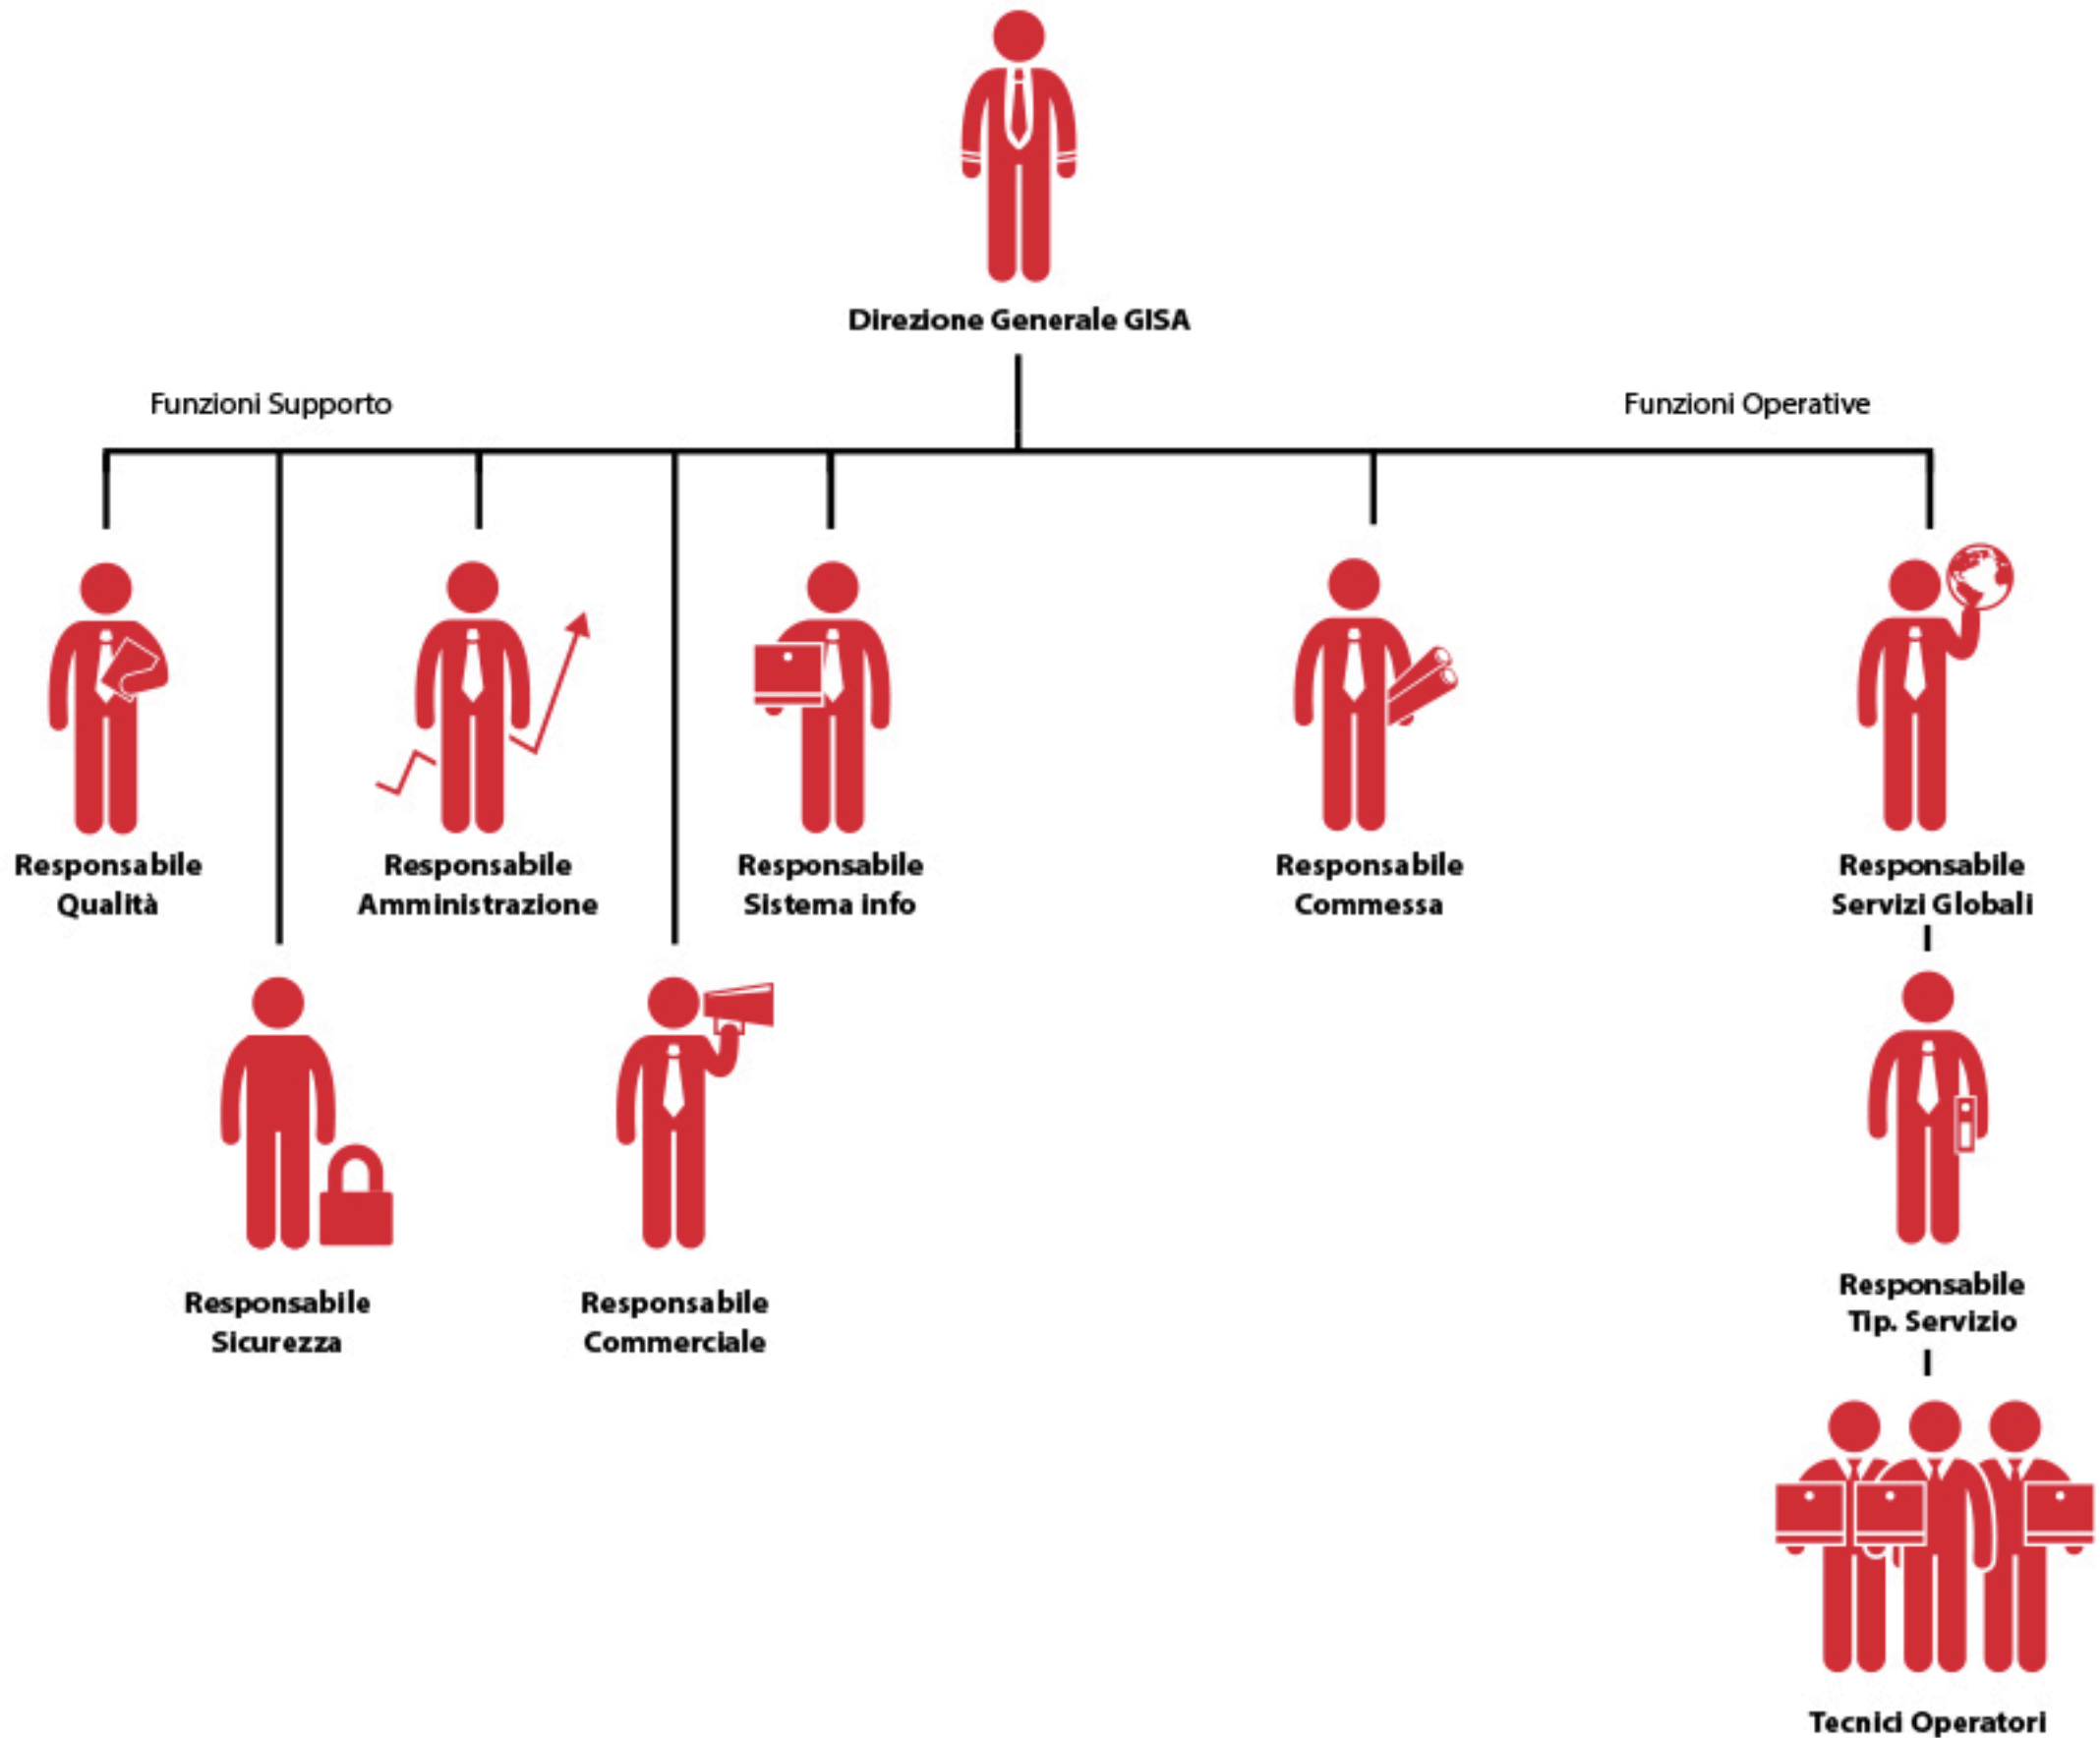 Direzione Generale GISA
Funzioni Supporto
Funzioni Operative
Responsabile
Qualità
Responsabile
Amministrazione
Responsabile
Sistema info
Responsabile
Commessa
Responsabile
Servizi Globali
Responsabile
Sicurezza
Responsabile
Commerciale
Responsabile
Tip. Servizio
Tecnici Operatori